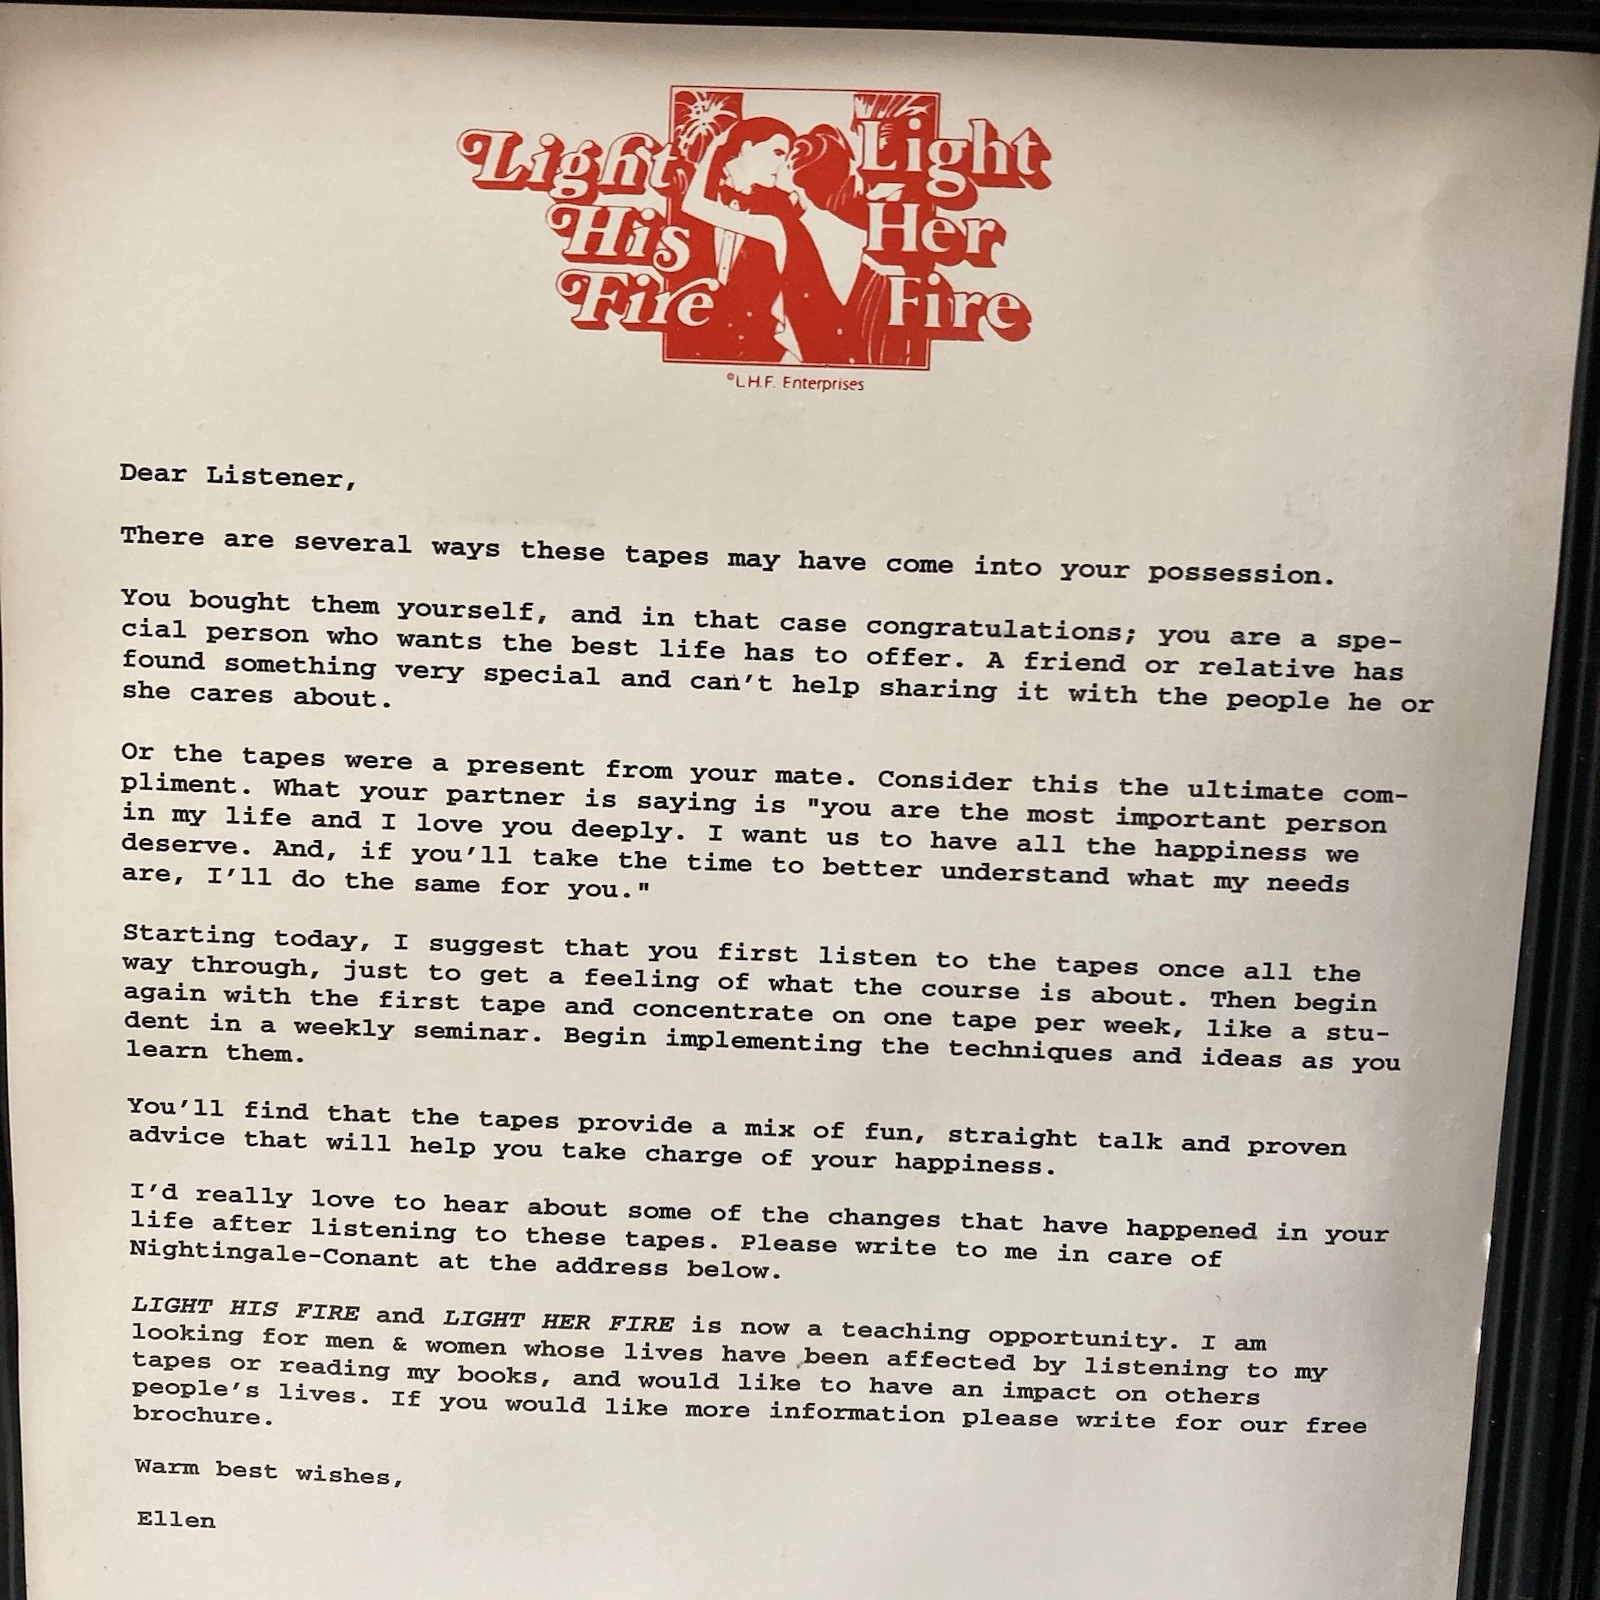 Light
His
Fire
Light
Her
Fire
©L.H.F. Enterprises
Dear Listener,
There are several ways these tapes may have come into your possession.
You bought them yourself, and in that case congratulations; you are a spe-
cial person who wants the best life has to offer. A friend or relative has
found something very special and can't help sharing it with the people he or
she cares about.
Or the tapes were a present from your mate. Consider this the ultimate com-
pliment. What your partner is saying is "you are the most important person
in my life and I love you deeply. I want us to have all the happiness we
deserve. And, if you'll take the time to better understand what my needs
are, I'll do the same for you."
Starting today, I suggest that you first listen to the tapes once all the
way through, just to get a feeling of what the course is about. Then begin
again with the first tape and concentrate on one tape per week, like a stu-
dent in a weekly seminar. Begin implementing the techniques and ideas as you
learn them.
You'll find that the tapes provide a mix of fun, straight talk and proven
advice that will help you take charge of your happiness.
I'd really love to hear about some of the changes that have happened in your
life after listening to these tapes. Please write to me in care of
Nightingale-Conant at the address below.
LIGHT HIS FIRE and LIGHT HER FIRE is now a teaching opportunity. I am
looking for men & women whose lives have been affected by listening to my
tapes or reading my books, and would like to have an impact on others
people's lives. If you would like more information please write for our free
brochure.
Warm best wishes,
Ellen